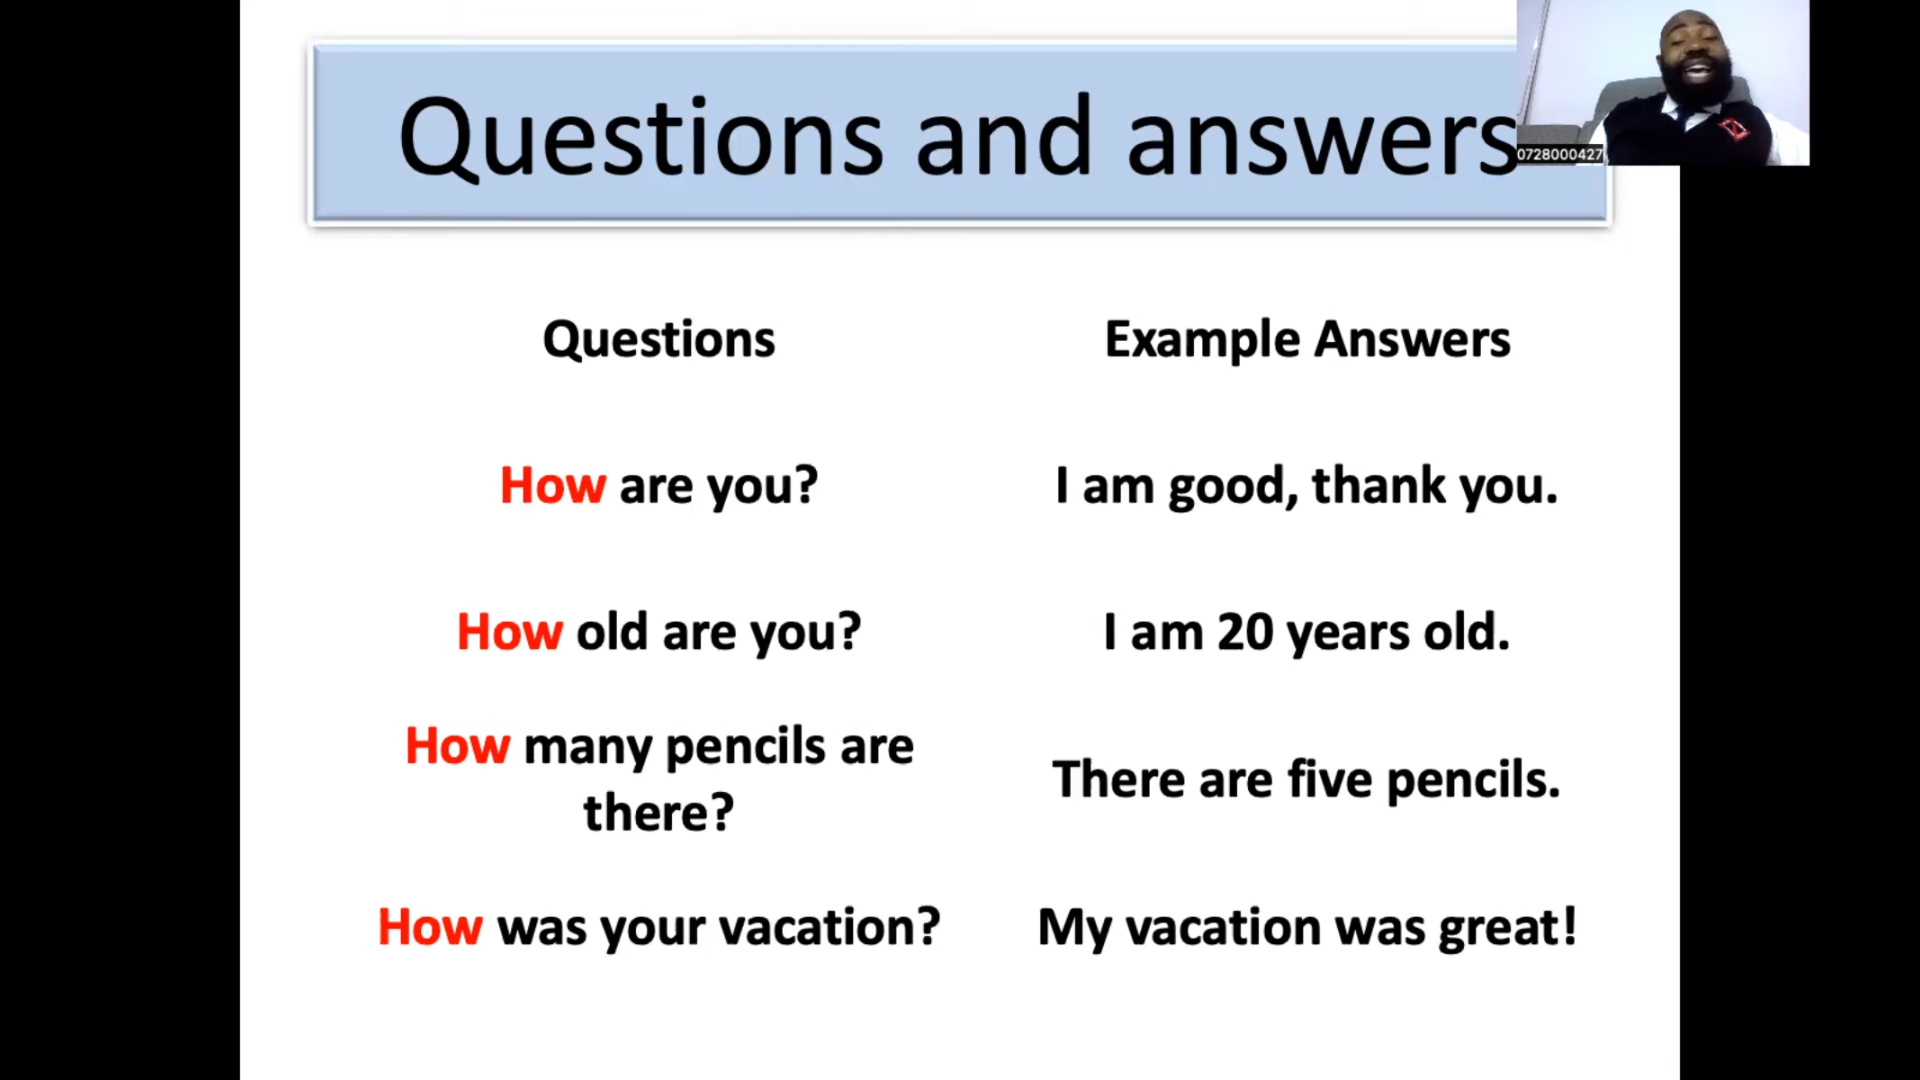 Questions and answers
0728000427
Questions
Example Answers
How are you?
I am good, thank you.
How old are you?
I am 20 years old.
How many pencils are
there?
There are five pencils.
How was your vacation?
My vacation was great!